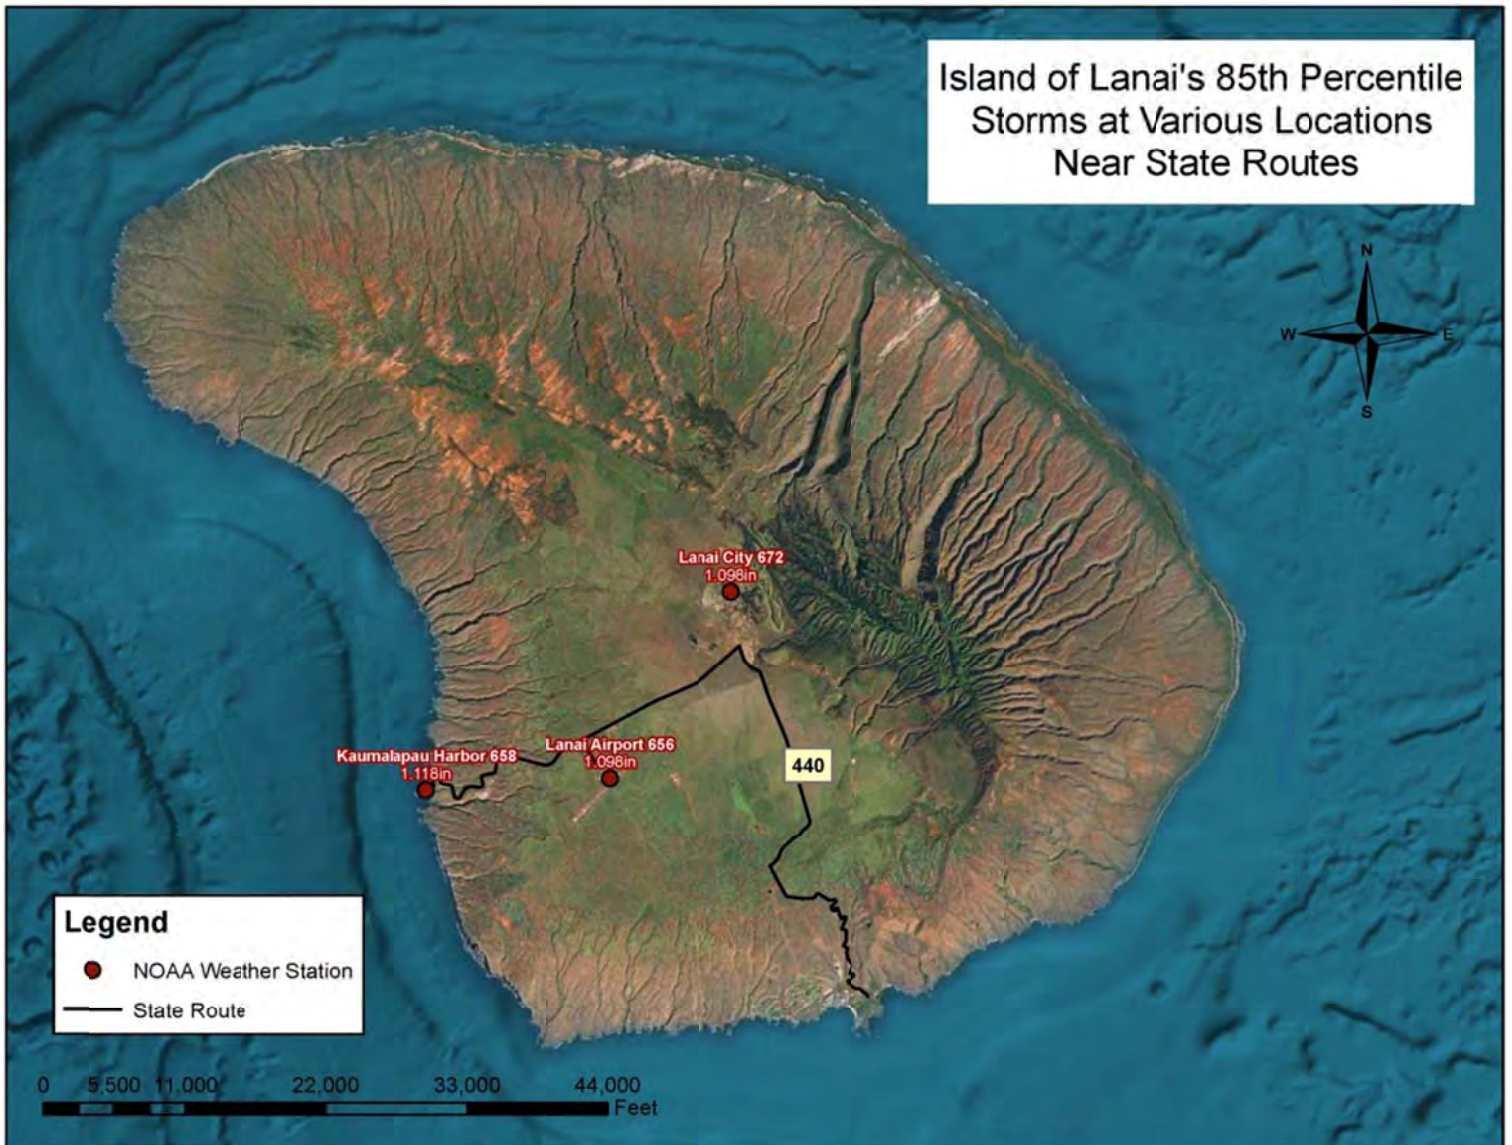 Island of Lanai's 85th Percentile
Storms at Various Locations
Near State Routes
N
W
E
S
Lanai City 672
1.098in
Lanai Airport 656
1.098in
Kaumalapau Harbor 658
1.118in
440
Legend
NOAA Weather Station
State Route
0 5,500 11,000 22,000 33,000 44,000
Feet